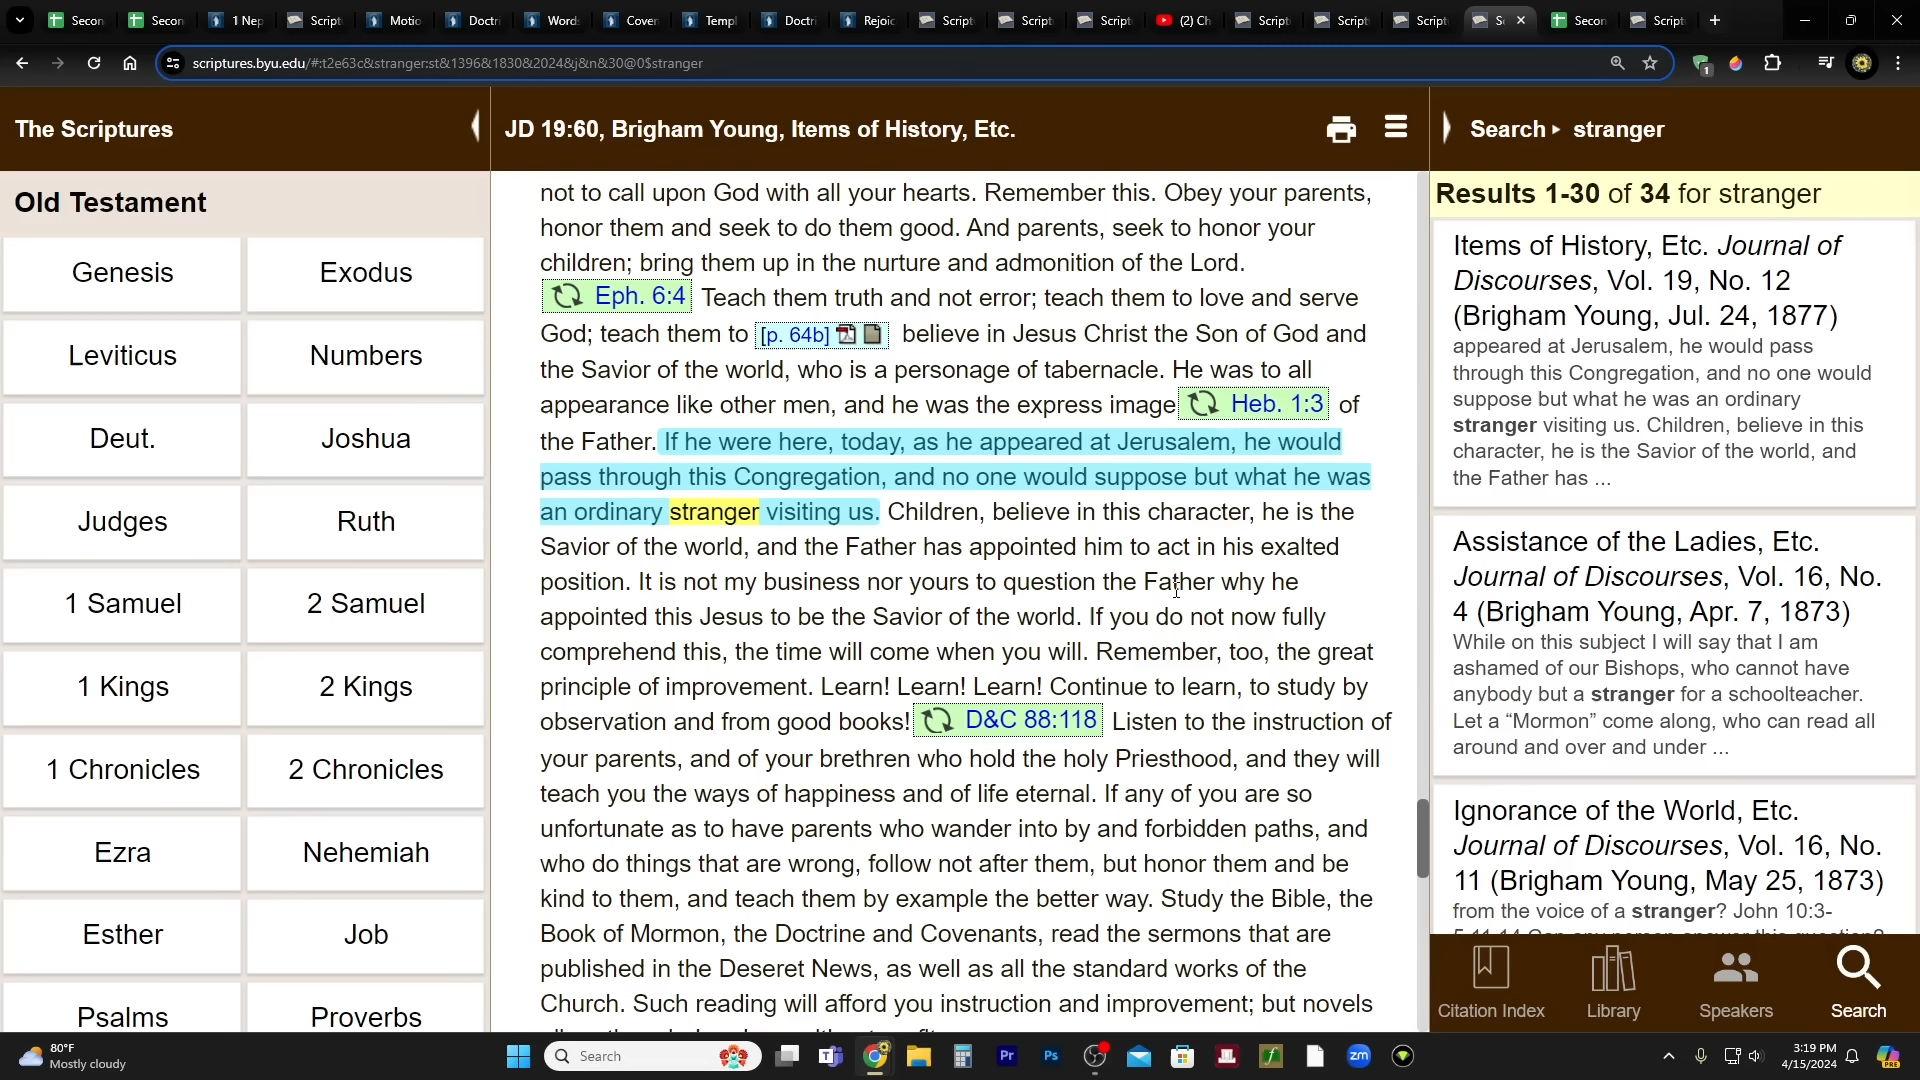 Secon
Secon
1 Nep
Script
Motio
Doctri
Word
Cover
Templ
Doctri
Rejoic
Script
Script
Script
(2) Ch
Script
Script
Script
Sc
Secon
Script
scriptures.byu.edu/#:t2e63c&stranger:st&1396&1830&2024&j&n&30@0$stranger
1
The Scriptures
JD 19:60, Brigham Young, Items of History, Etc.
Search ▸ stranger
Old Testament
Genesis
Exodus
Leviticus
Numbers
Deut.
Joshua
Judges
Ruth
1 Samuel
2 Samuel
1 Kings
2 Kings
1 Chronicles
2 Chronicles
Ezra
Nehemiah
Esther
Job
Psalms
Proverbs
not to call upon God with all your hearts. Remember this. Obey your parents,
honor them and seek to do them good. And parents, seek to honor your
children; bring them up in the nurture and admonition of the Lord.
Eph. 6:4 Teach them truth and not error; teach them to love and serve
God; teach them to [p. 64b] believe in Jesus Christ the Son of God and
the Savior of the world, who is a personage of tabernacle. He was to all
appearance like other men, and he was the express image Heb. 1:3 of
the Father. If he were here, today, as he appeared at Jerusalem, he would
pass through this Congregation, and no one would suppose but what he was
an ordinary stranger visiting us. Children, believe in this character, he is the
Savior of the world, and the Father has appointed him to act in his exalted
position. It is not my business nor yours to question the Father why he
appointed this Jesus to be the Savior of the world. If you do not now fully
comprehend this, the time will come when you will. Remember, too, the great
principle of improvement. Learn! Learn! Learn! Continue to learn, to study by
observation and from good books! D&C 88:118 Listen to the instruction of
your parents, and of your brethren who hold the holy Priesthood, and they will
teach you the ways of happiness and of life eternal. If any of you are so
unfortunate as to have parents who wander into by and forbidden paths, and
who do things that are wrong, follow not after them, but honor them and be
kind to them, and teach them by example the better way. Study the Bible, the
Book of Mormon, the Doctrine and Covenants, read the sermons that are
published in the Deseret News, as well as all the standard works of the
Church. Such reading will afford you instruction and improvement; but novels
Results 1-30 of 34 for stranger
Items of History, Etc. Journal of
Discourses, Vol. 19, No. 12
(Brigham Young, Jul. 24, 1877)
appeared at Jerusalem, he would pass
through this Congregation, and no one would
suppose but what he was an ordinary
stranger visiting us. Children, believe in this
character, he is the Savior of the world, and
the Father has ...
Assistance of the Ladies, Etc.
Journal of Discourses, Vol. 16, No.
4 (Brigham Young, Apr. 7, 1873)
While on this subject I will say that I am
ashamed of our Bishops, who cannot have
anybody but a stranger for a schoolteacher.
Let a “Mormon” come along, who can read all
around and over and under ...
Ignorance of the World, Etc.
Journal of Discourses, Vol. 16, No.
11 (Brigham Young, May 25, 1873)
from the voice of a stranger? John 10:3-
Citation Index
Library
Speakers
Search
80°F
Mostly cloudy
Search
Pr
Ps
zm
PRE
3:19 PM
4/15/2024